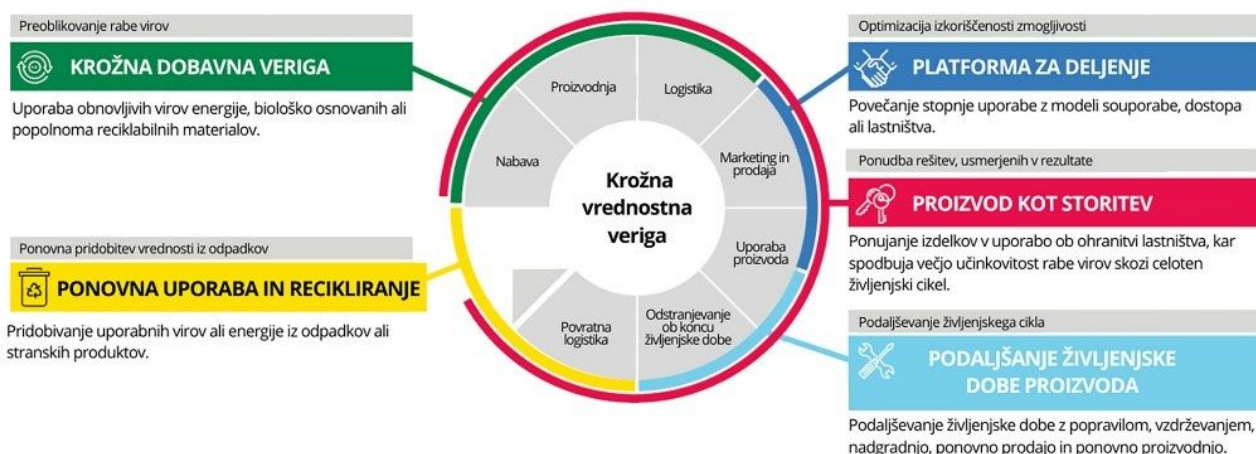 Preoblikovanje rabe virov
KROŽNA DOBAVNA VERIGA
Uporaba obnovljivih virov energije, biološko osnovanih ali
popolnoma reciklabilnih materialov.
Ponovna pridobitev vrednosti iz odpadkov
PONOVNA UPORABA IN RECIKLIRANJE
Pridobivanje uporabnih virov ali energije iz odpadkov ali
stranskih produktov.
Krožna
vrednostna
veriga
Nabava
Proizvodnja
Logistika
Marketing in
prodaja
Uporaba
proizvoda
Odstranjevanje
ob koncu
življenjske dobe
Povratna
logistika
Optimizacija izkoriščenosti zmogljivosti
PLATFORMA ZA DELJENJE
Povečanje stopnje uporabe z modeli souporabe, dostopa
ali lastništva.
Ponudba rešitev, usmerjenih v rezultate
PROIZVOD KOT STORITEV
Ponujanje izdelkov v uporabo ob ohranitvi lastništva, kar
spodbuja večjo učinkovitost rabe virov skozi celoten
življenjski cikel.
Podaljševanje življenjskega cikla
PODALJŠANJE ŽIVLJENJSKE
DOBE PROIZVODA
Podaljševanje življenjske dobe z popravilom, vzdrževanjem,
nadgradnjo, ponovno prodajo in ponovno proizvodnjo.